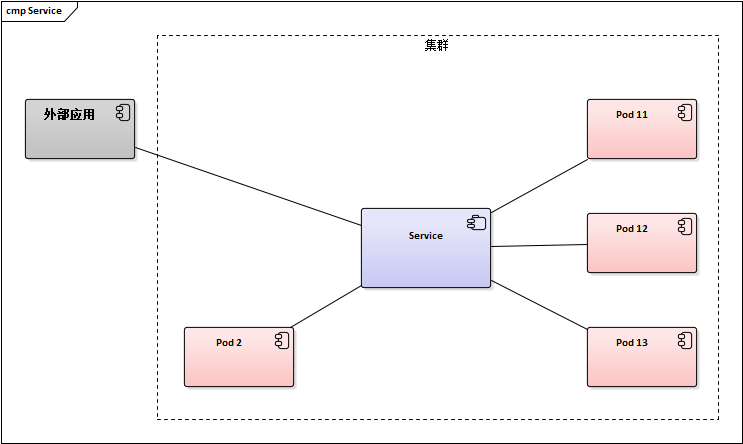 cmp Service
集群
外部应用
Pod 11
Pod 12
Service
Pod 2
Pod 13